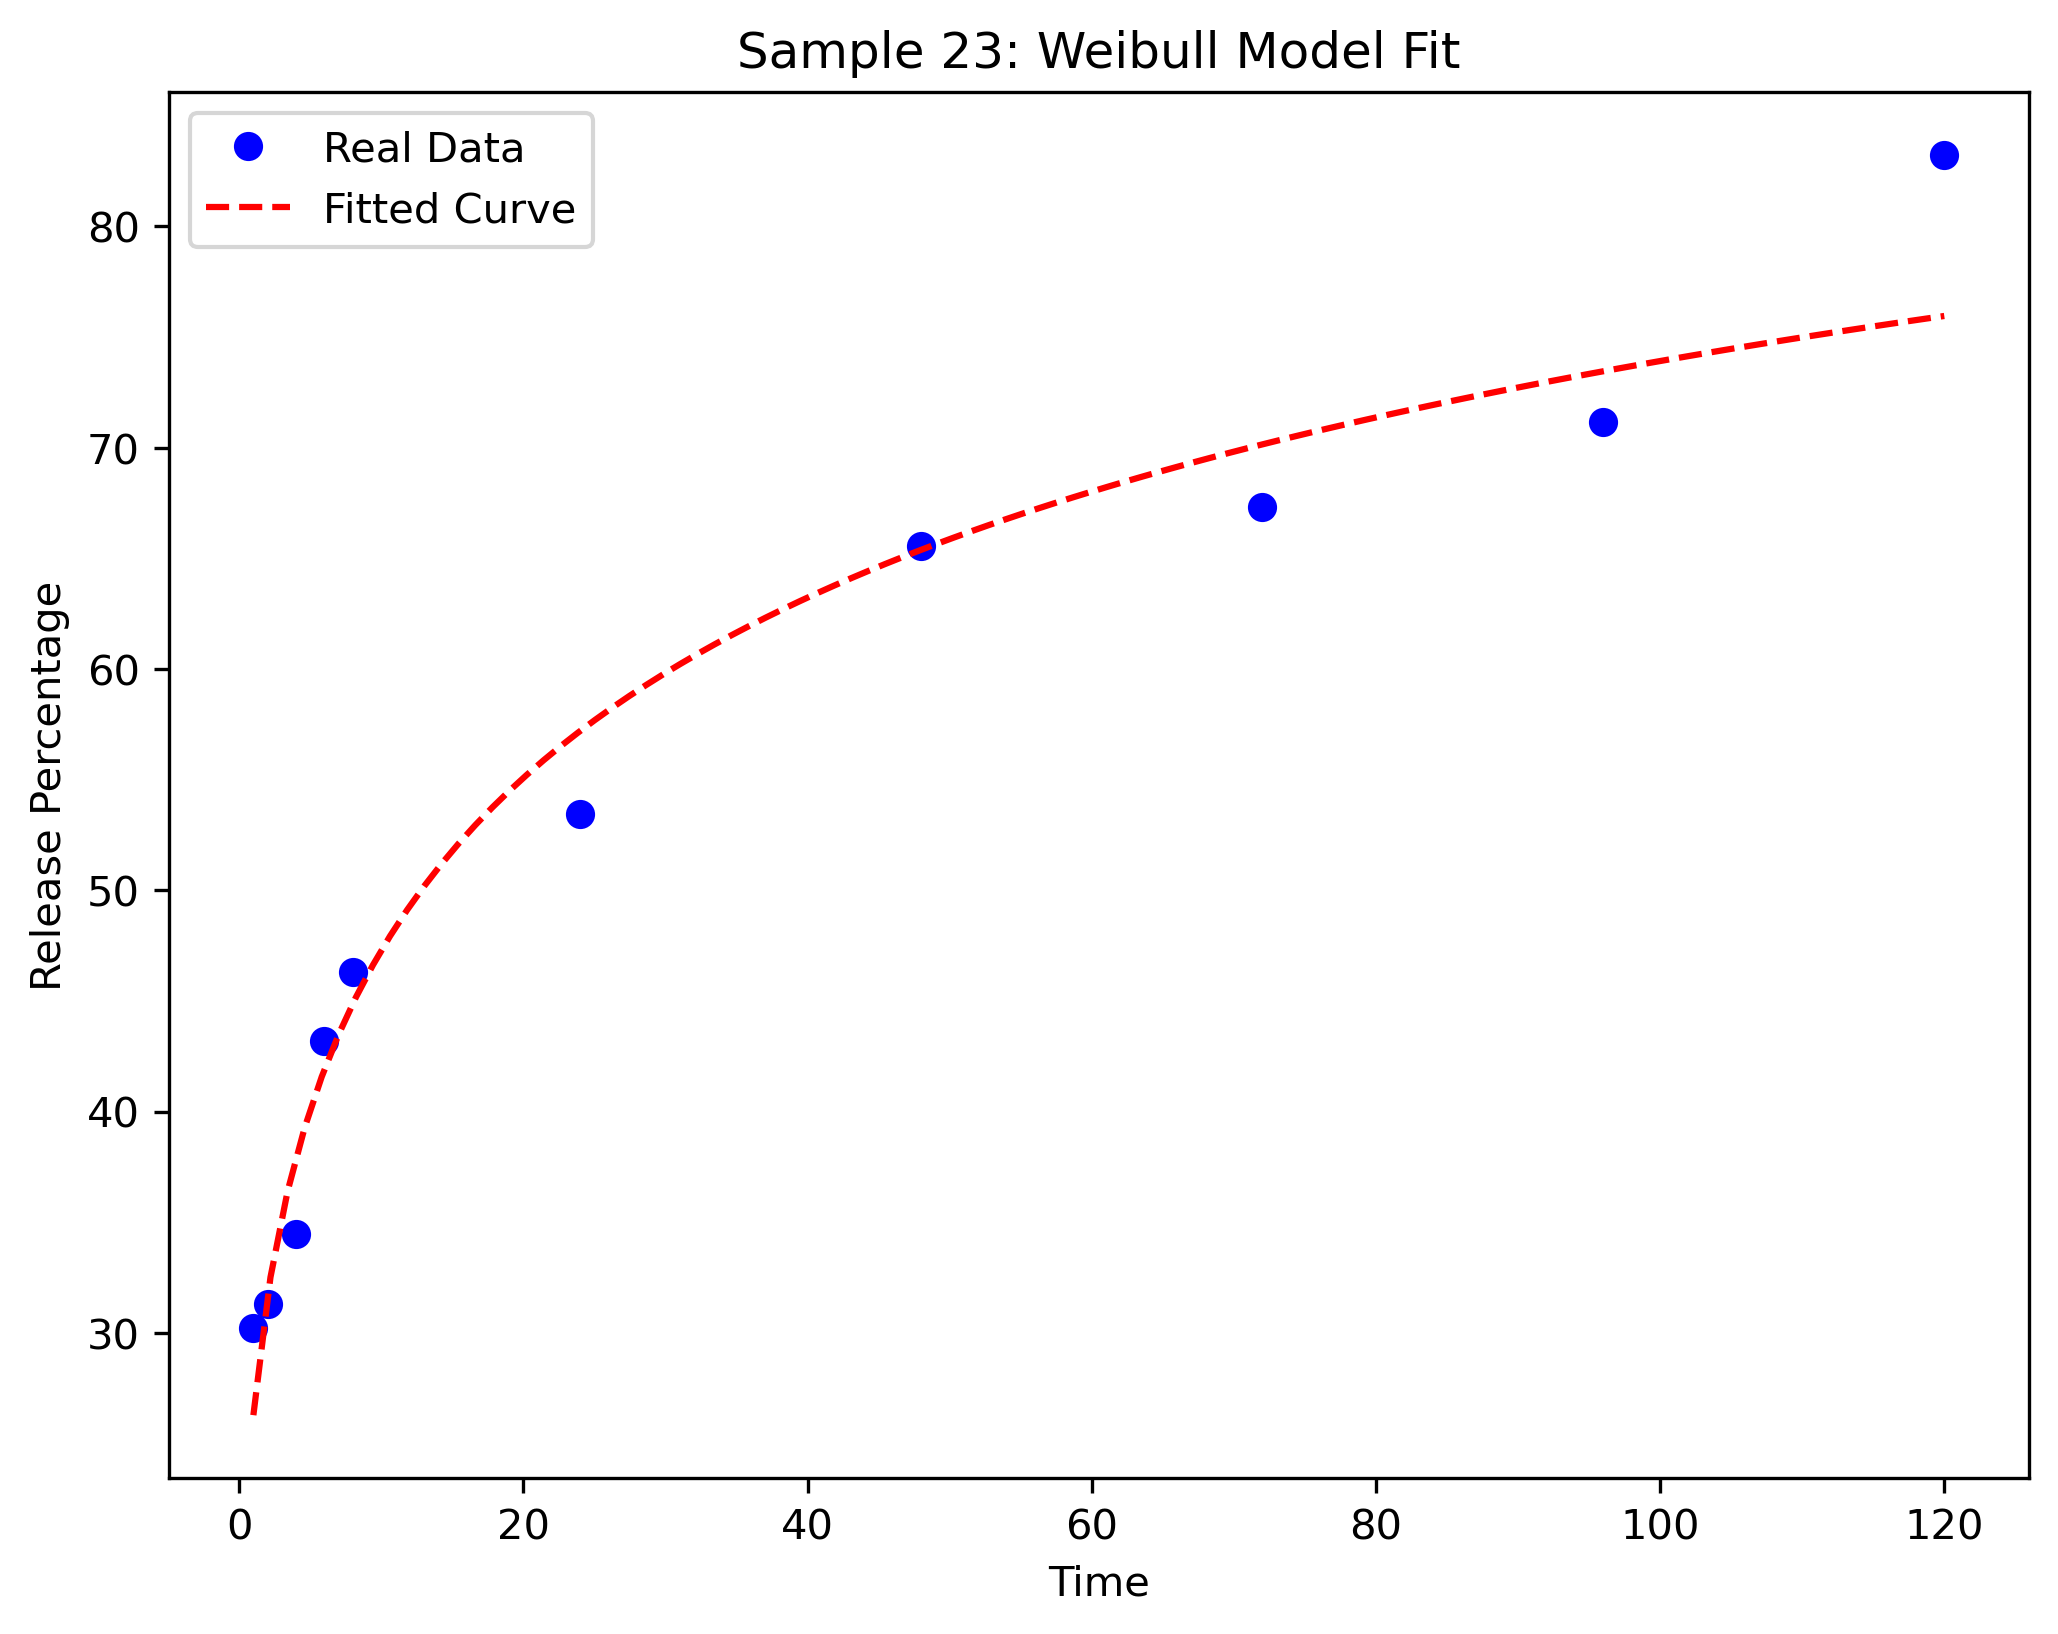 Sample 23: Weibull Model Fit
Real Data
Fitted Curve
80
70
60
50
40
30
Release Percentage
0 20 40 60 80 100 120
Time